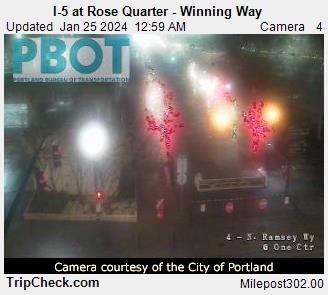 I-5 at Rose Quarter - Winning Way
Updated Jan 25 2024 12:59 AM Camera 4
PBOT
PORTLAND BUREAU OF TRANSPORTATION
4 - N. Ramsey Wy
@ One Ctr
Camera courtesy of the City of Portland
TripCheck.com Milepost302.00